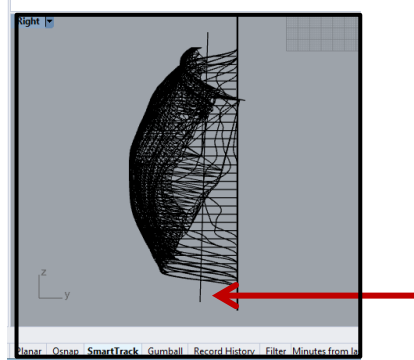 Right
z
y
Planar Osnap SmartTrack Gumball Record History Filter Minutes from la